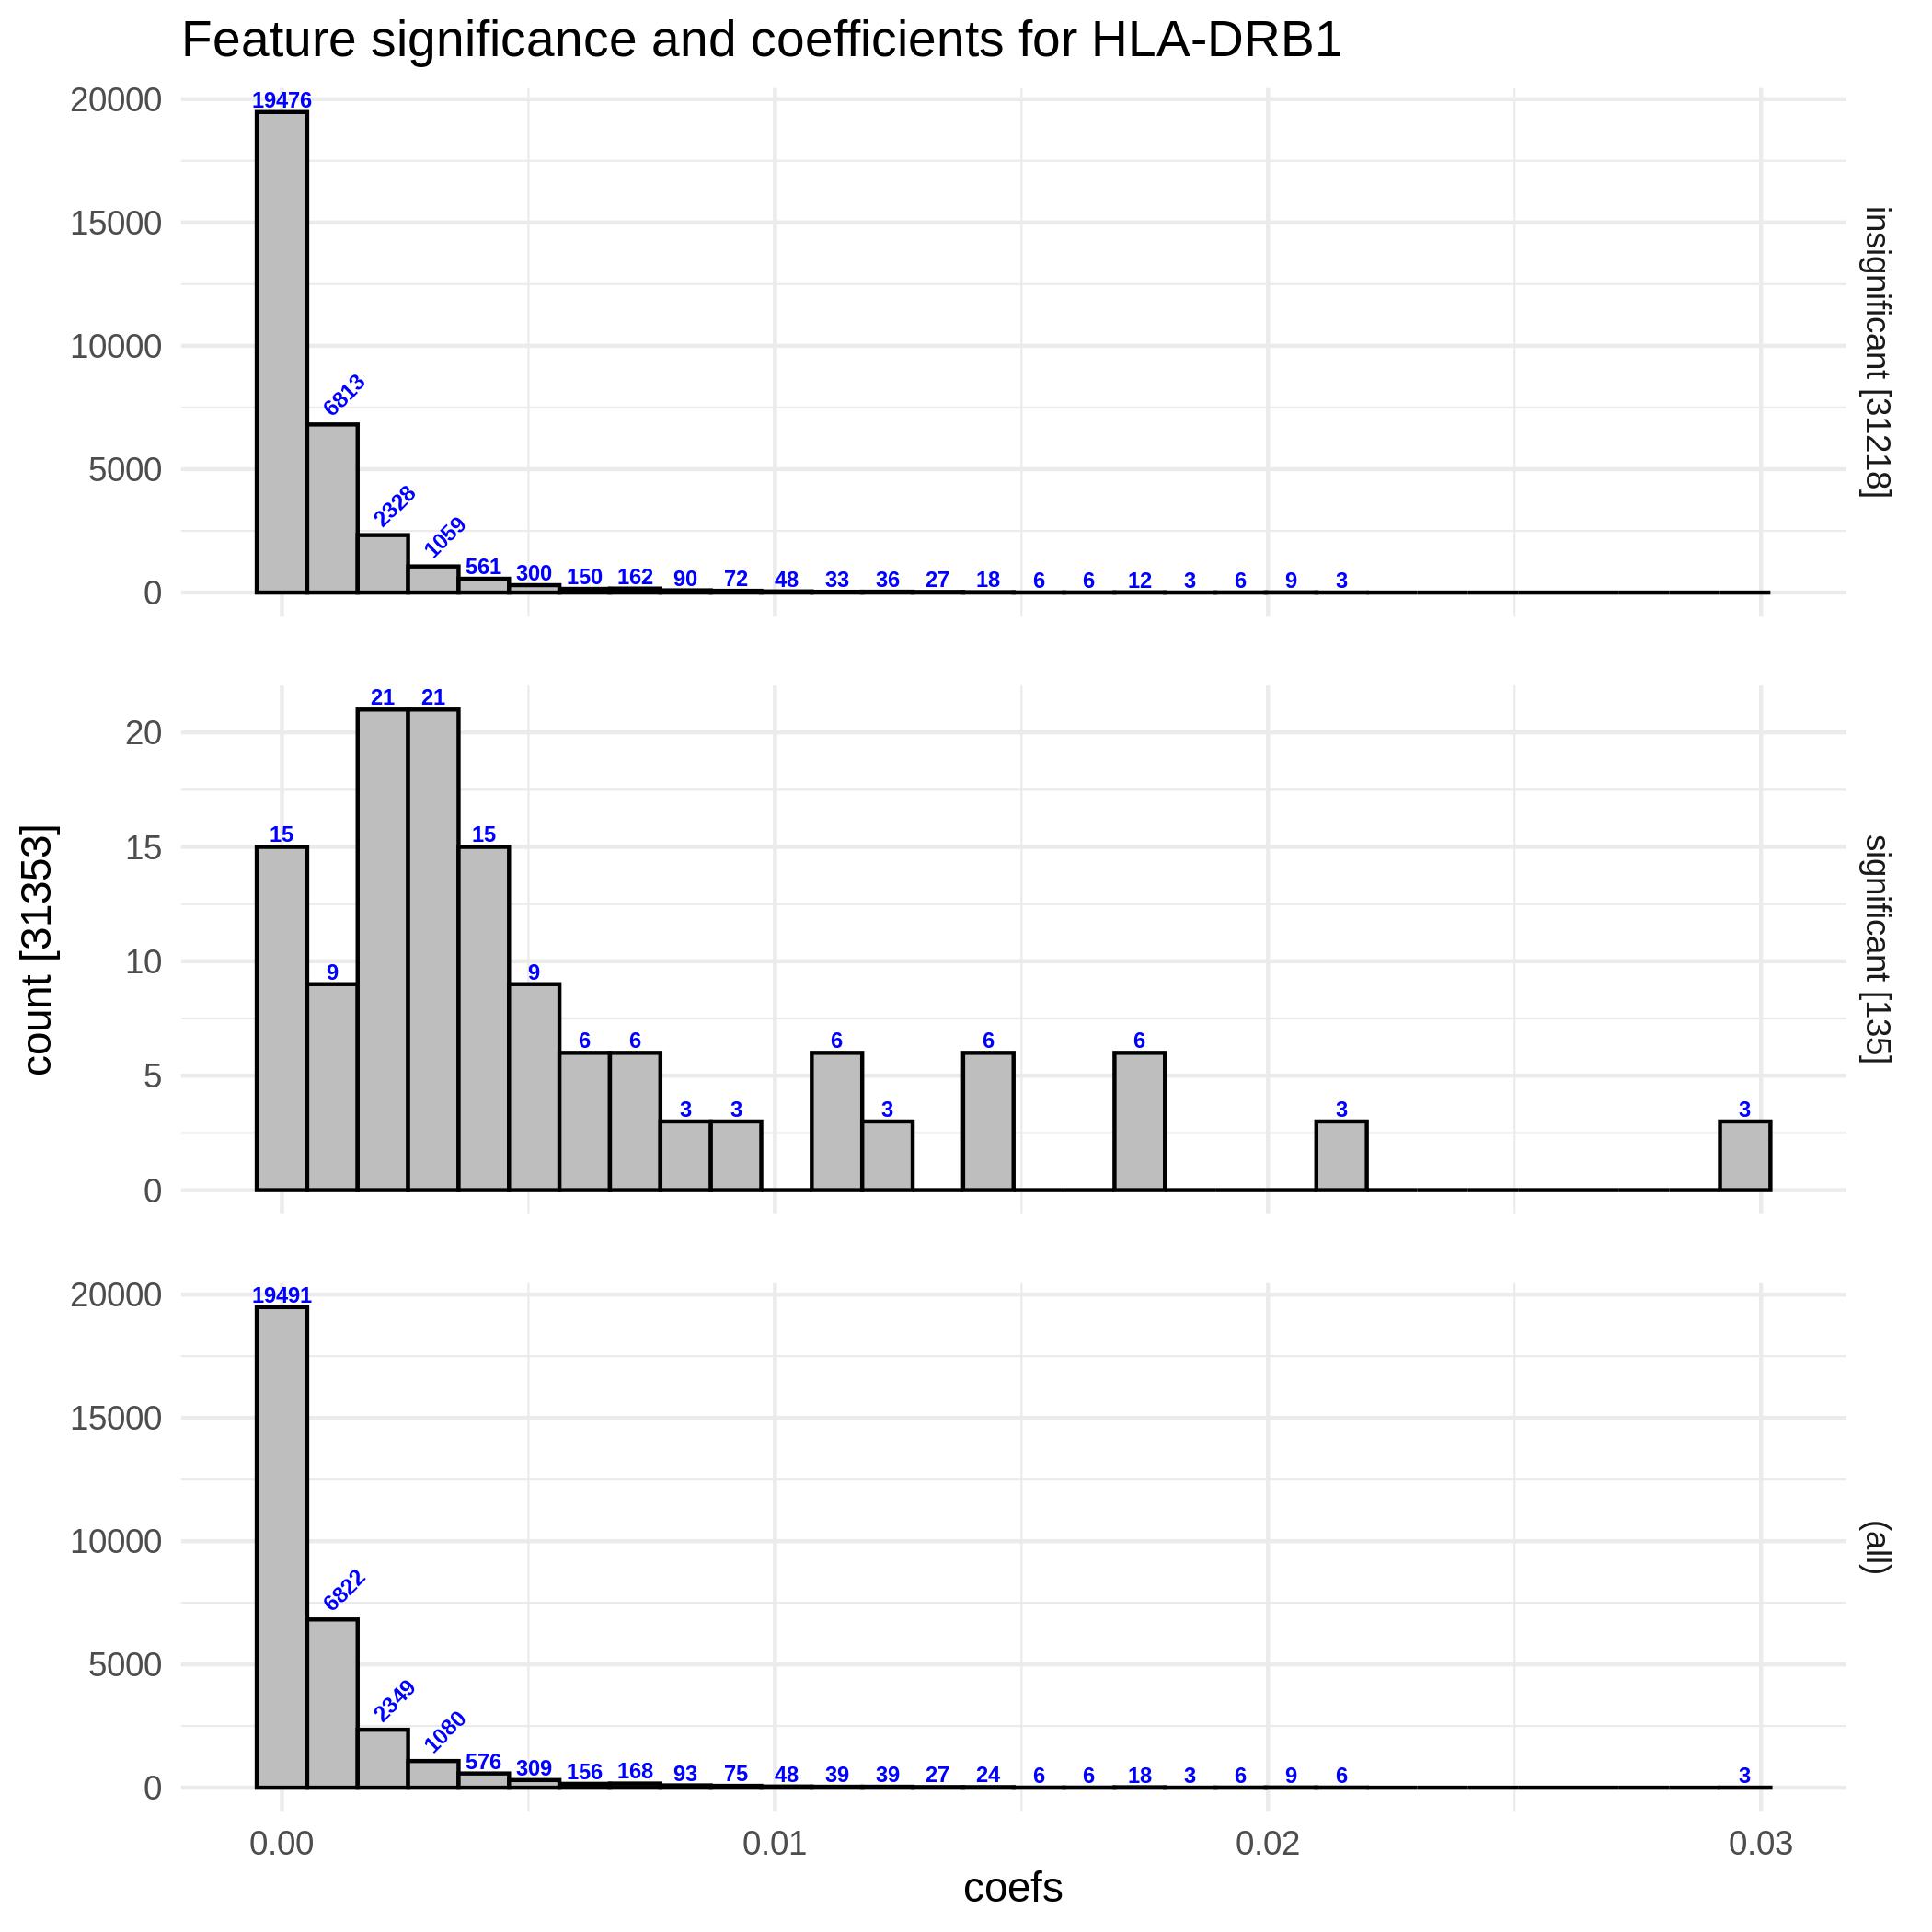 Feature significance and coefficients for HLA-DRB1
count [31353]
20000
15000
10000
5000
0
19476
6813
2328
1059
561 300 150 162 90 72 48 33 36 27 18 6 6 12 3 6 9 3
insignificant [31218]
20
15
10
5
0
15 9 21 21 15 9 6 6 3 3 6 3 6 6 3 3
significant [135]
20000
15000
10000
5000
0
19491
6822
2349
1080
576 309 156 168 93 75 48 39 39 27 24 6 6 18 3 6 9 6 3
(all)
0.00 0.01 0.02 0.03
coefs